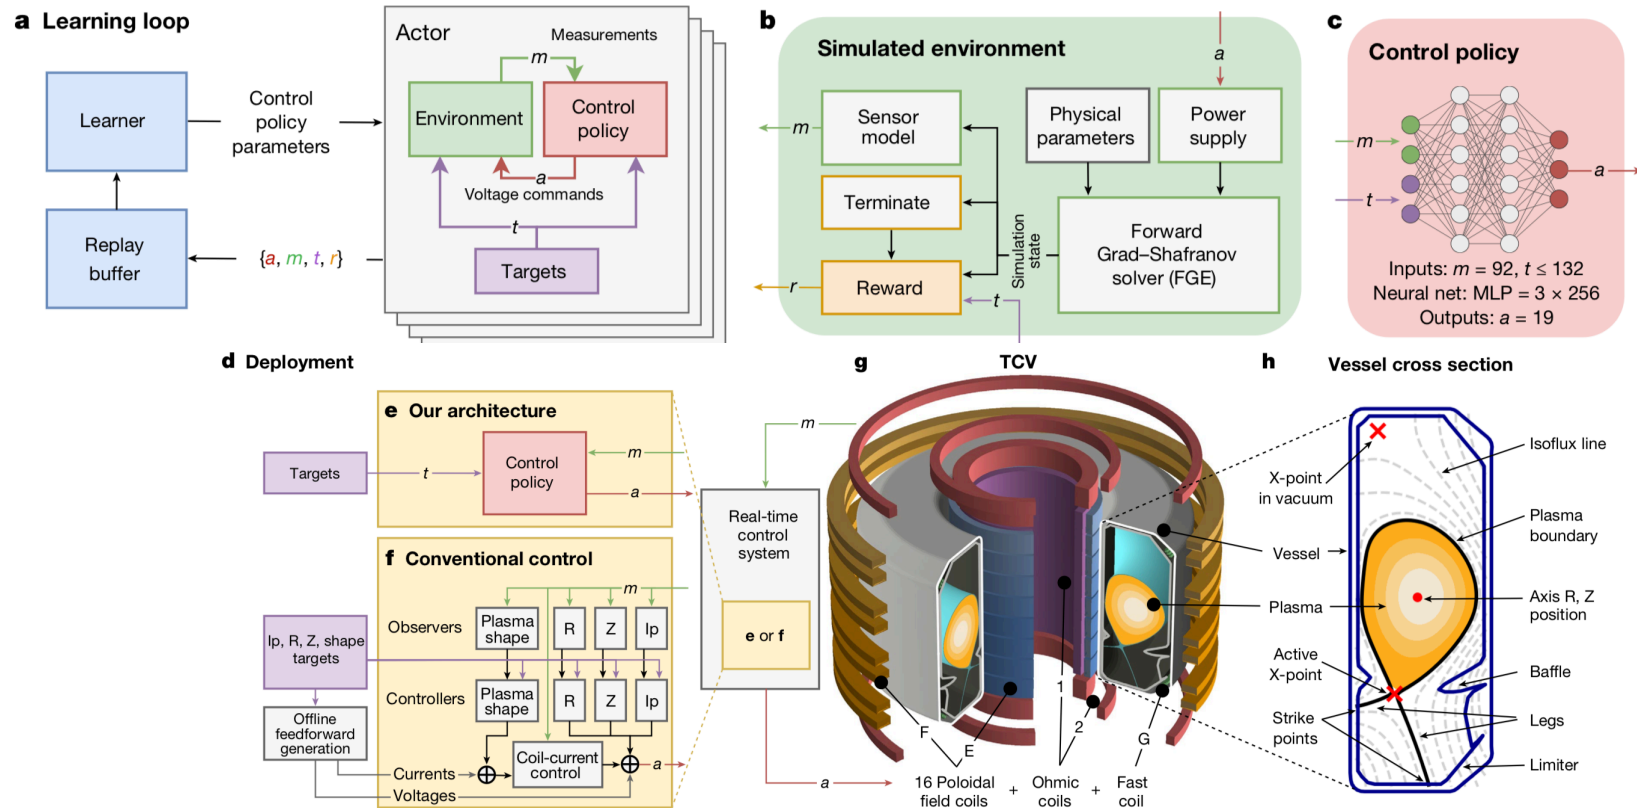 a Learning loop
Learner
Control
policy
parameters
Replay
buffer
{a, m, t, r}
Actor
Measurements
m
Environment
Control
policy
a
Voltage commands
t
Targets
b Simulated environment
a
m
Sensor
model
Physical
parameters
Power
supply
Terminate
Simulation
state
Forward
Grad–Shafranov
solver (FGE)
r
Reward
t
c Control policy
m
t
a
Inputs: m = 92, t ≤ 132
Neural net: MLP = 3 × 256
Outputs: a = 19
d Deployment
e Our architecture
Targets
t
Control
policy
m
a
f Conventional control
m
Observers
Plasma
shape
R
Z
Ip
Ip, R, Z, shape
targets
Controllers
Plasma
shape
R
Z
Ip
Offline
feedforward
generation
Coil-current
control
a
Currents
Voltages
m
Real-time
control
system
e or f
a
g TCV
Vessel
Plasma
1
2
F
E
G
16 Poloidal
field coils
+
Ohmic
coils
+
Fast
coil
h Vessel cross section
X-point
in vacuum
Isoflux line
Plasma
boundary
Axis R, Z
position
Active
X-point
Baffle
Strike
points
Legs
Limiter